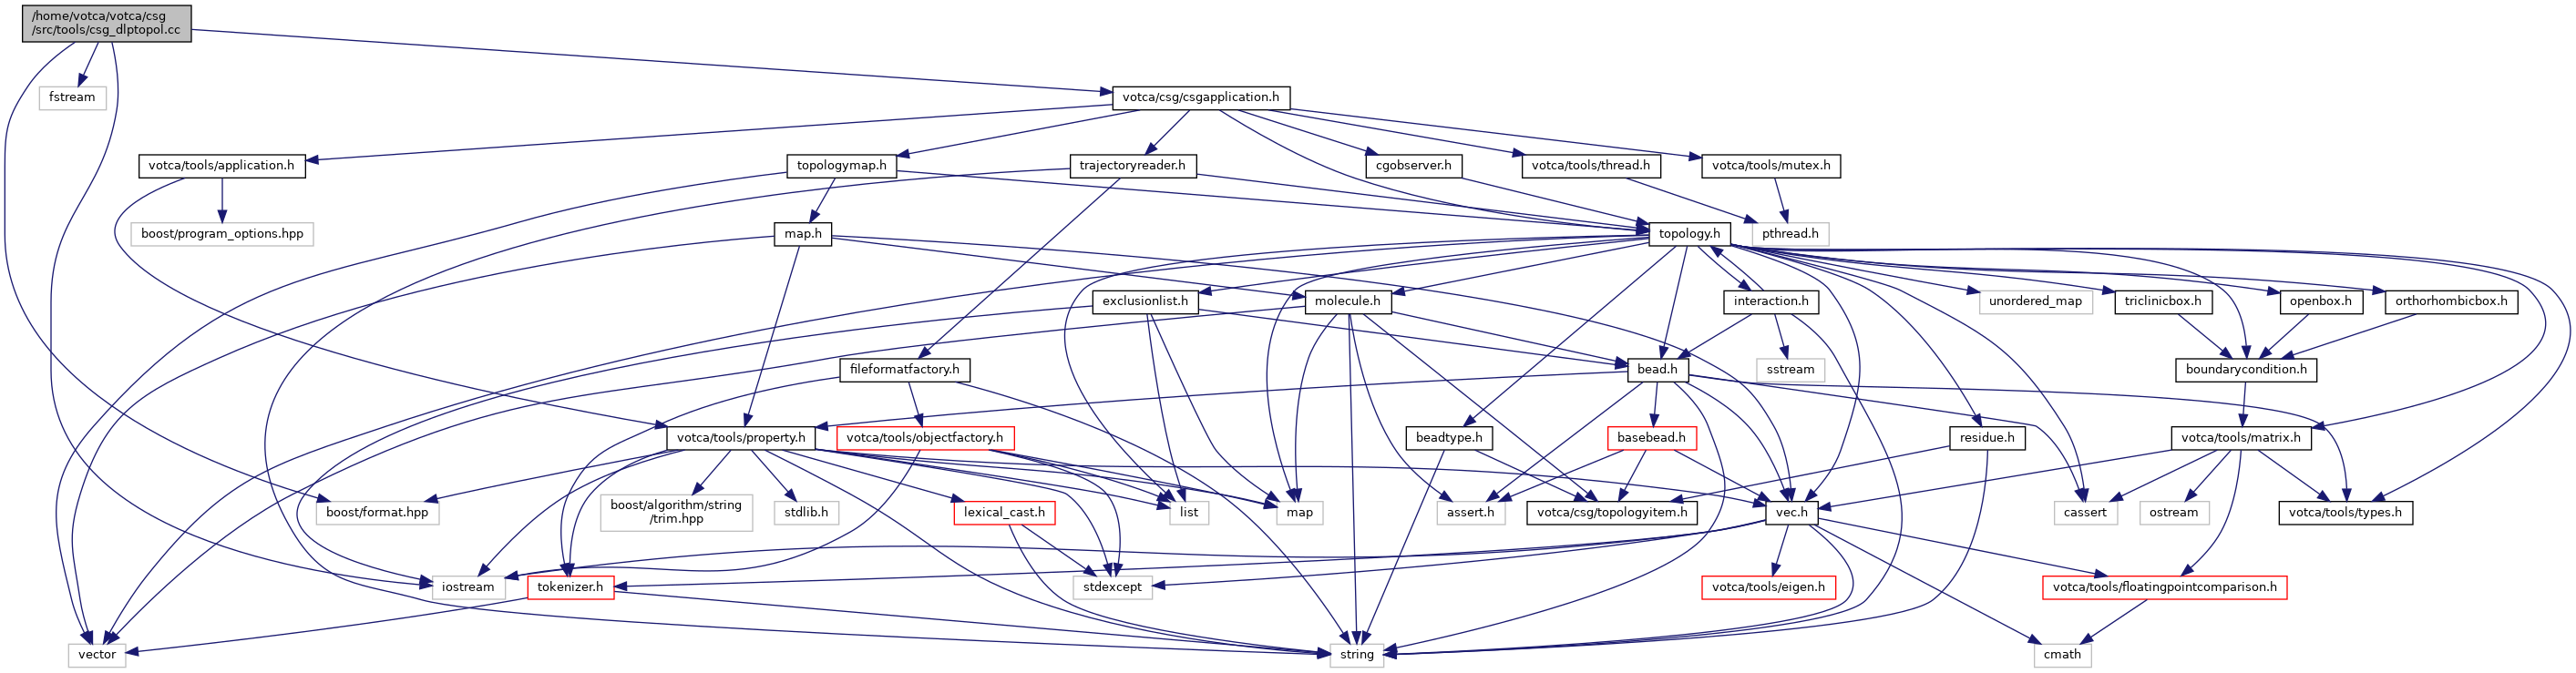 /home/votca/votca/csg
/src/tools/csg_dlptopol.cc
fstream
votca/csg/csgapplication.h
votca/tools/application.h
topologymap.h
trajectoryreader.h
cgobserver.h
votca/tools/thread.h
votca/tools/mutex.h
boost/program_options.hpp
map.h
topology.h
pthread.h
exclusionlist.h
molecule.h
interaction.h
unordered_map
triclinicbox.h
openbox.h
orthorhombicbox.h
fileformatfactory.h
bead.h
sstream
boundarycondition.h
votca/tools/property.h
votca/tools/objectfactory.h
beadtype.h
basebead.h
residue.h
votca/tools/matrix.h
boost/format.hpp
boost/algorithm/string
/trim.hpp
stdlib.h
lexical_cast.h
list
map
assert.h
votca/csg/topologyitem.h
vec.h
cassert
ostream
votca/tools/types.h
iostream
tokenizer.h
stdexcept
votca/tools/eigen.h
votca/tools/floatingpointcomparison.h
vector
string
cmath